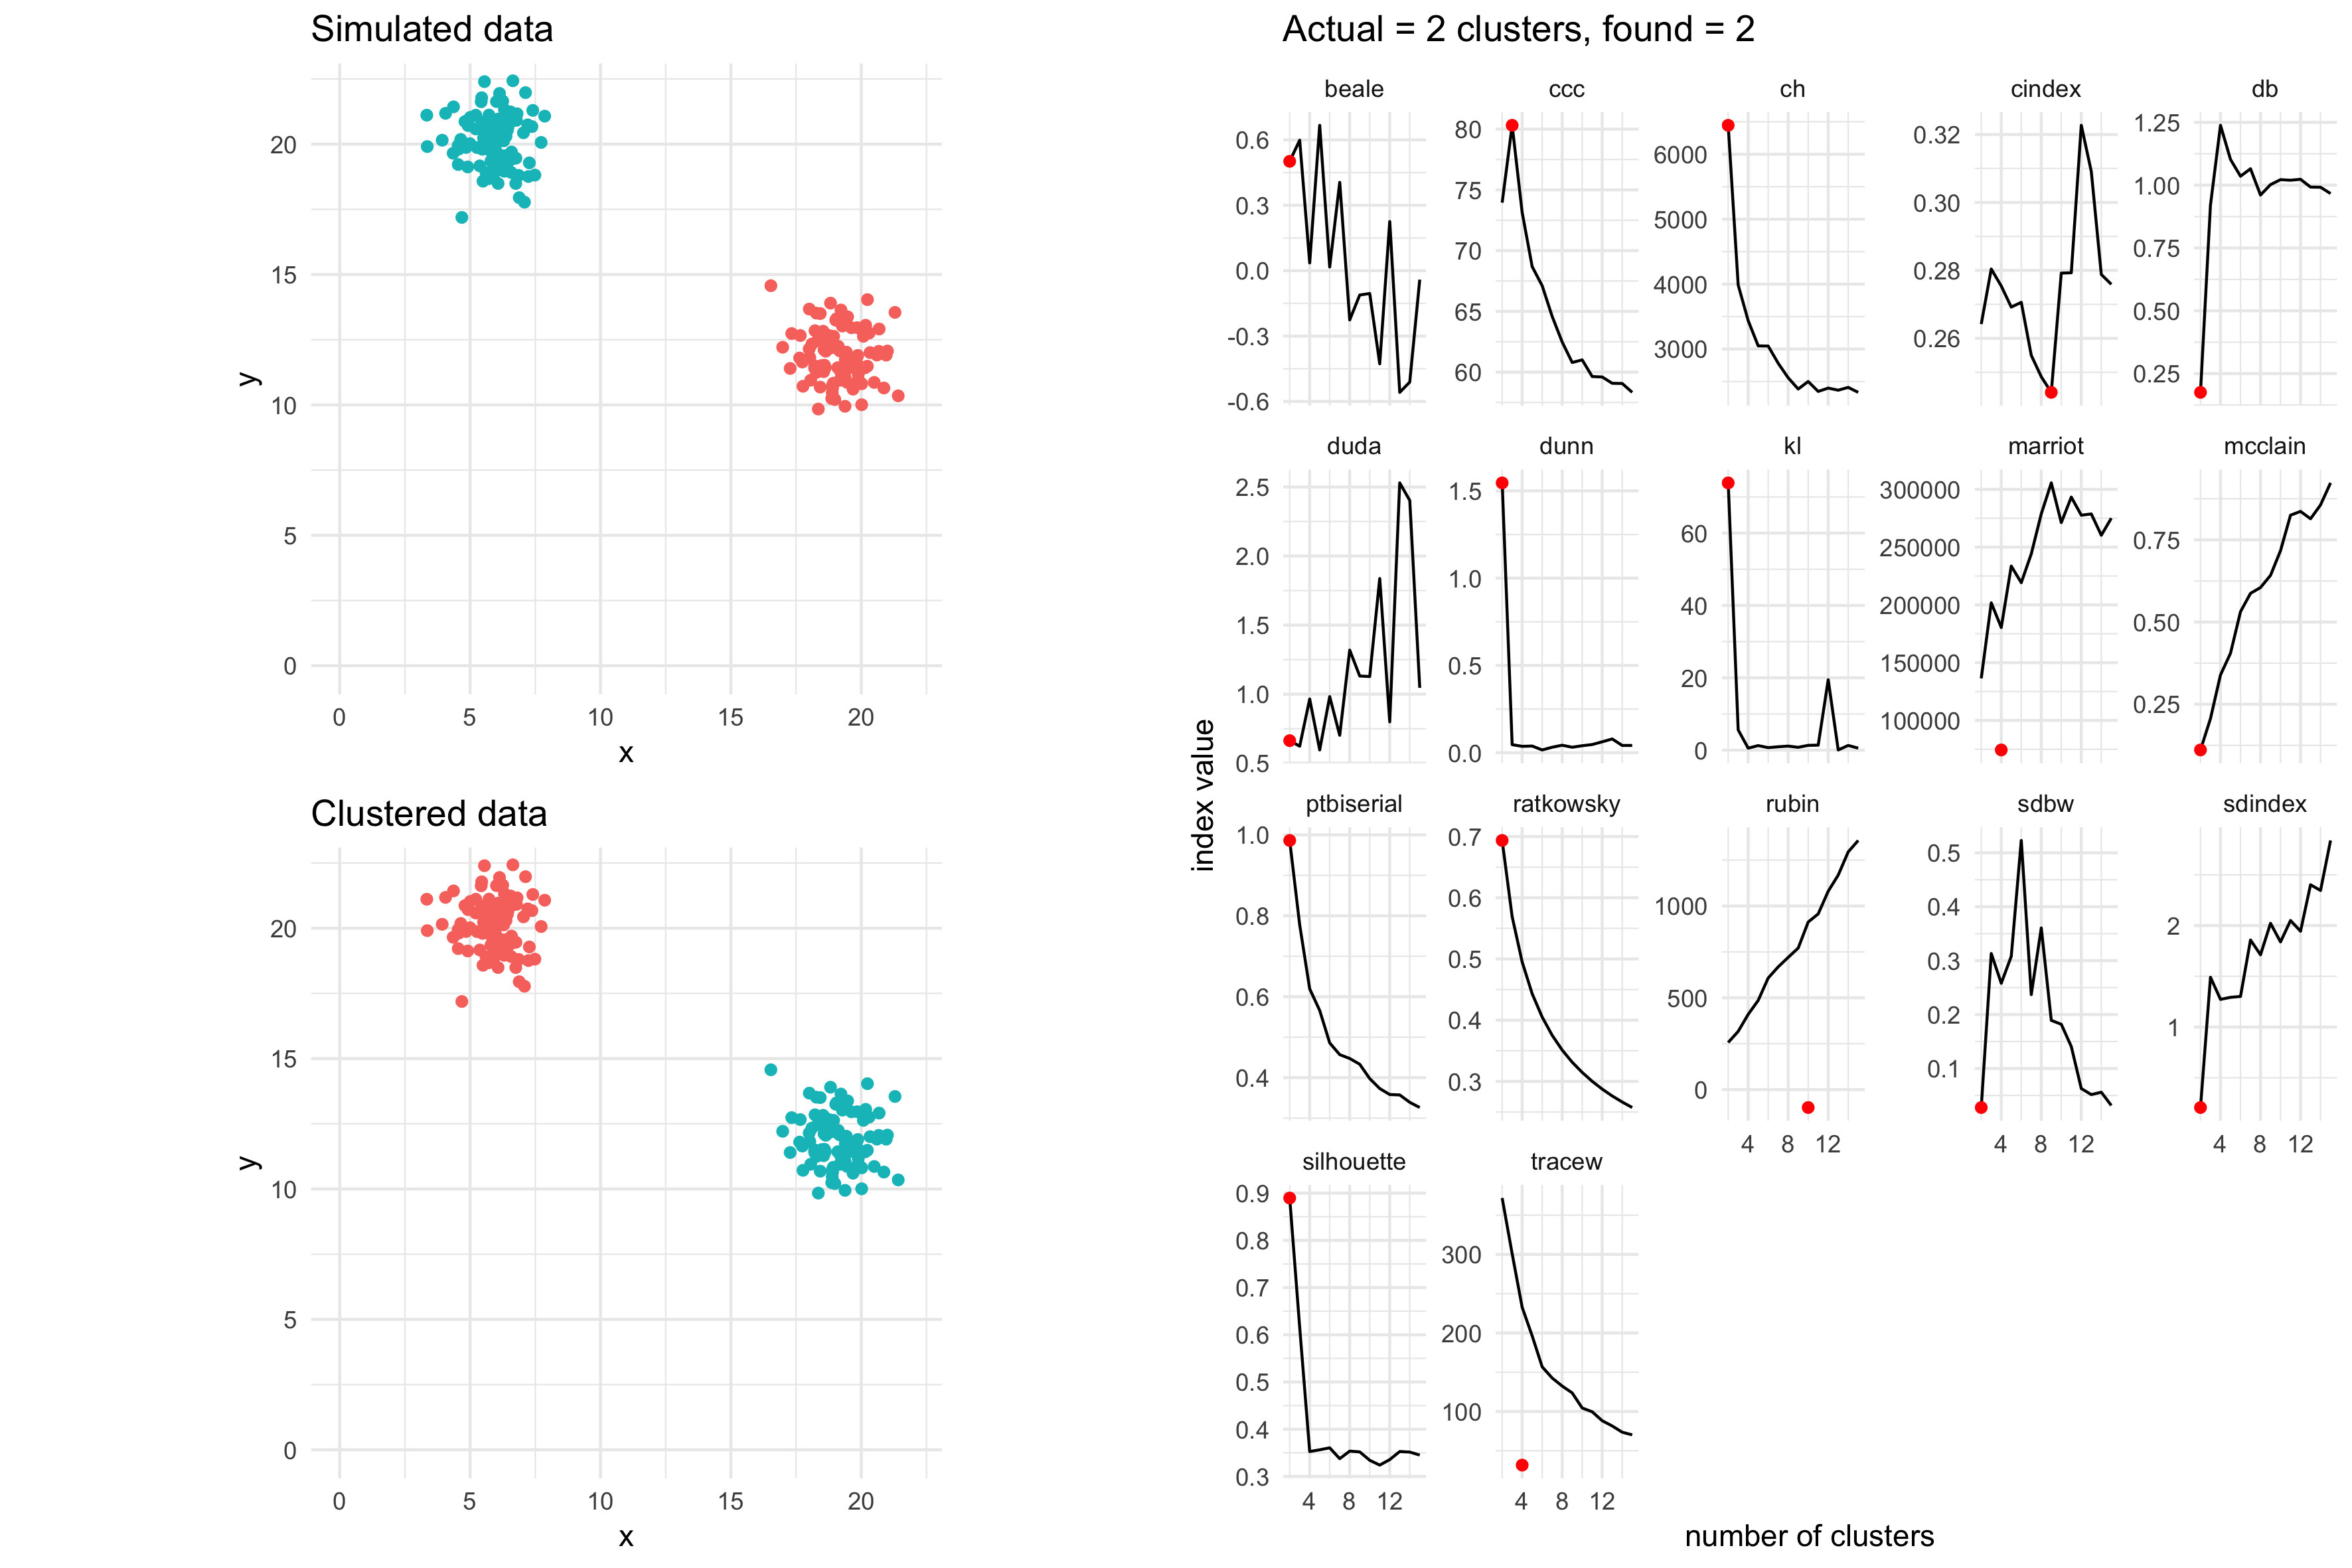 Simulated data
20
15
10
5
0
0 5 10 15 20
x
y
Clustered data
20
15
10
5
0
0 5 10 15 20
x
y
Actual = 2 clusters, found = 2
index value
beale
0.6
0.3
0.0
-0.3
-0.6
ccc
80
75
70
65
60
ch
6000
5000
4000
3000
cindex
0.32
0.30
0.28
0.26
db
1.25
1.00
0.75
0.50
0.25
duda
2.5
2.0
1.5
1.0
0.5
dunn
1.5
1.0
0.5
0.0
kl
60
40
20
0
marriot
300000
250000
200000
150000
100000
mcclain
0.75
0.50
0.25
ptbiserial
1.0
0.8
0.6
0.4
ratkowsky
0.7
0.6
0.5
0.4
0.3
rubin
1000
500
0
4 8 12
sdbw
0.5
0.4
0.3
0.2
0.1
4 8 12
sdindex
2
1
4 8 12
silhouette
0.9
0.8
0.7
0.6
0.5
0.4
0.3
4 8 12
tracew
300
200
100
4 8 12
number of clusters